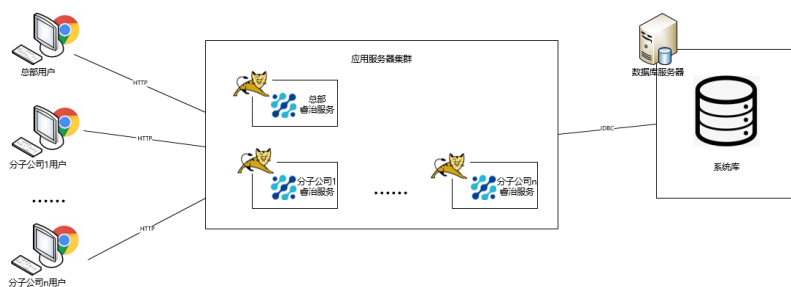 总部用户
HTTP
分子公司1用户
HTTP
......
分子公司n用户
HTTP
应用服务器集群
总部
睿治服务
分子公司1
睿治服务
......
分子公司n
睿治服务
JDBC
数据库服务器
系统库